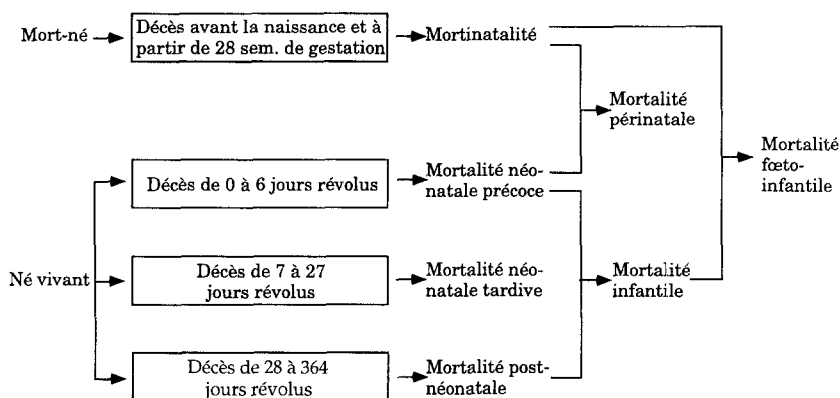 Mort-né
Décès avant la naissance et à
partir de 28 sem. de gestation
Mortinatalité
Mortalité
périnatale
Mortalité
fœto-
infantile
Décès de 0 à 6 jours révolus
Mortalité néo-
natale précoce
Né vivant
Décès de 7 à 27
jours révolus
Mortalité néo-
natale tardive
Mortalité
infantile
Décès de 28 à 364
jours révolus
Mortalité post-
néonatale